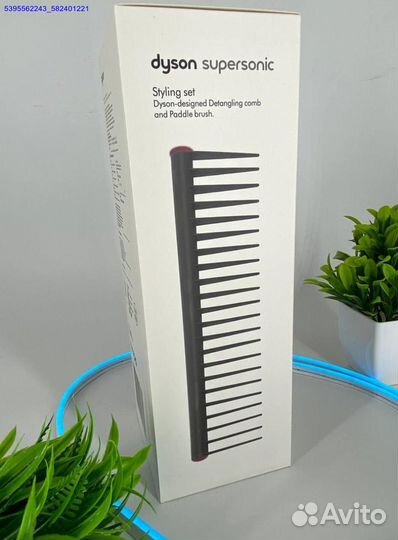 5395562243_582401221
dyson supersonic
Styling set
Dyson-designed Detangling comb
and Paddle brush.
Avito